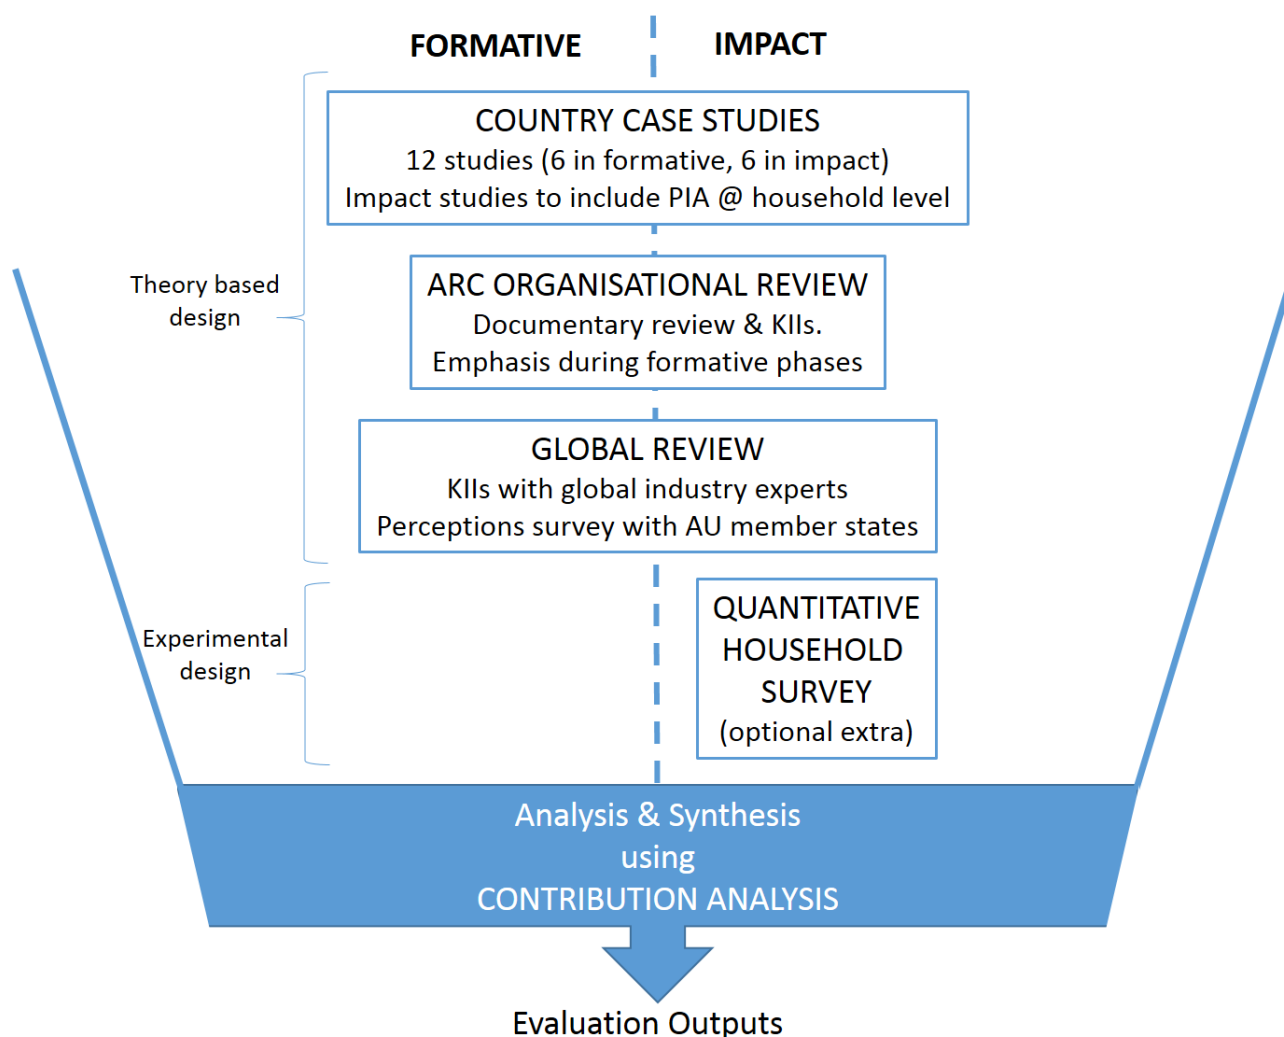 FORMATIVE
IMPACT
COUNTRY CASE STUDIES
12 studies (6 in formative, 6 in impact)
Impact studies to include PIA @ household level
Theory based
design
ARC ORGANISATIONAL REVIEW
Documentary review & KIIs.
Emphasis during formative phases
GLOBAL REVIEW
KIIs with global industry experts
Perceptions survey with AU member states
Experimental
design
QUANTITATIVE
HOUSEHOLD
SURVEY
(optional extra)
Analysis & Synthesis
using
CONTRIBUTION ANALYSIS
Evaluation Outputs